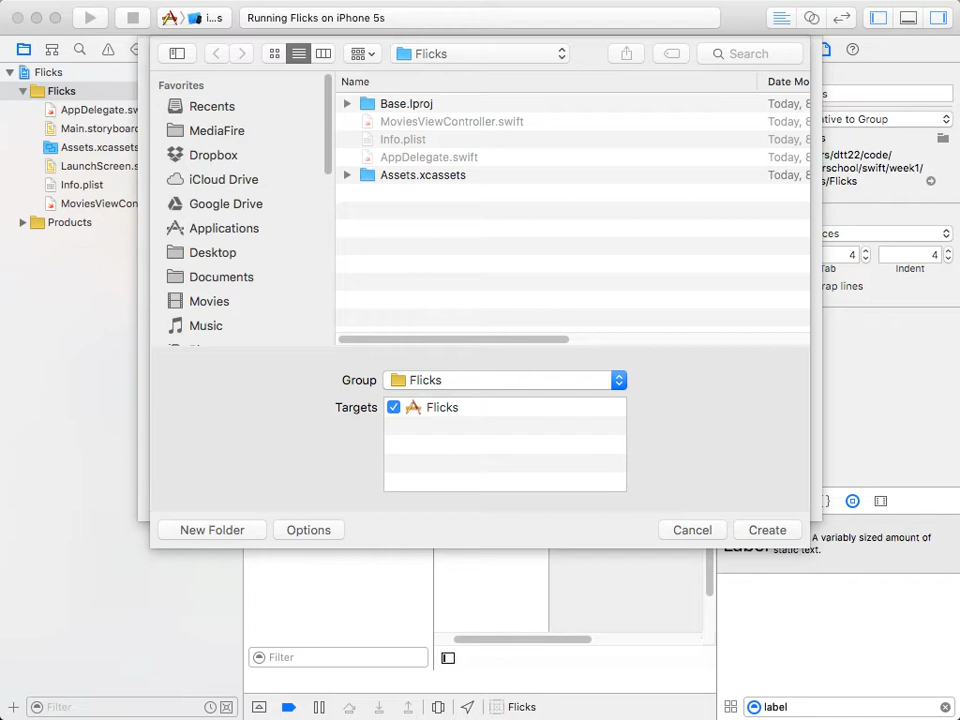 i...s
Running Flicks on iPhone 5s
Flicks
Search
Flicks
Flicks
AppDelegate.sw
Main.storyboard
Assets.xcassets
LaunchScreen.s
Info.plist
MoviesViewCon
Products
Favorites
Recents
MediaFire
Dropbox
iCloud Drive
Google Drive
Applications
Desktop
Documents
Movies
Music
Name
Date Mo
Base.lproj
Today, 8
MoviesViewController.swift
Today, 8
Info.plist
Today, 8
AppDelegate.swift
Today, 8
Assets.xcassets
Today, 8
s
tive to Group
rs/dtt22/code/
erschool/swift/week1/
s/Flicks
ces
4
4
Tab
Indent
rap lines
Group
Flicks
Targets
Flicks
New Folder
Options
Cancel
Create
Label
A variably sized amount of
static text.
Filter
Filter
Flicks
label